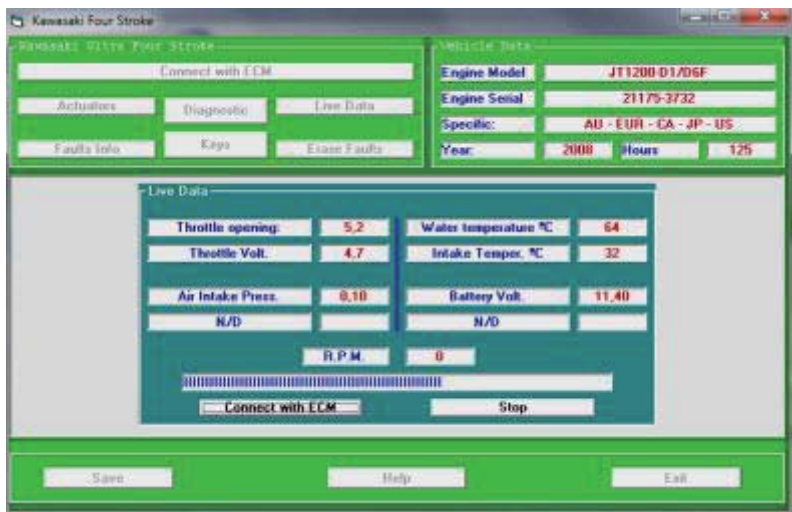 Kawasaki Four Stroke
Kawasaki Ultra Four Stroke
Connect with ECM
Actuators
Diagnostic
Live Data
Faults Info
Keys
Erase Faults
Vehicle Data
Engine Model JT1200-D1/D6F
Engine Serial 21175-3732
Specific: AU - EUR - CA - JP - US
Year: 2008 Hours 125
Live Data
Throttle opening: 5,2 Water temperature ºC 64
Throttle Volt. 4,7 Intake Temper. ºC 32
Air Intake Press. 0,10 Battery Volt. 11,40
N/D N/D
R.P.M. 0
Connect with ECM Stop
Save Help Exit